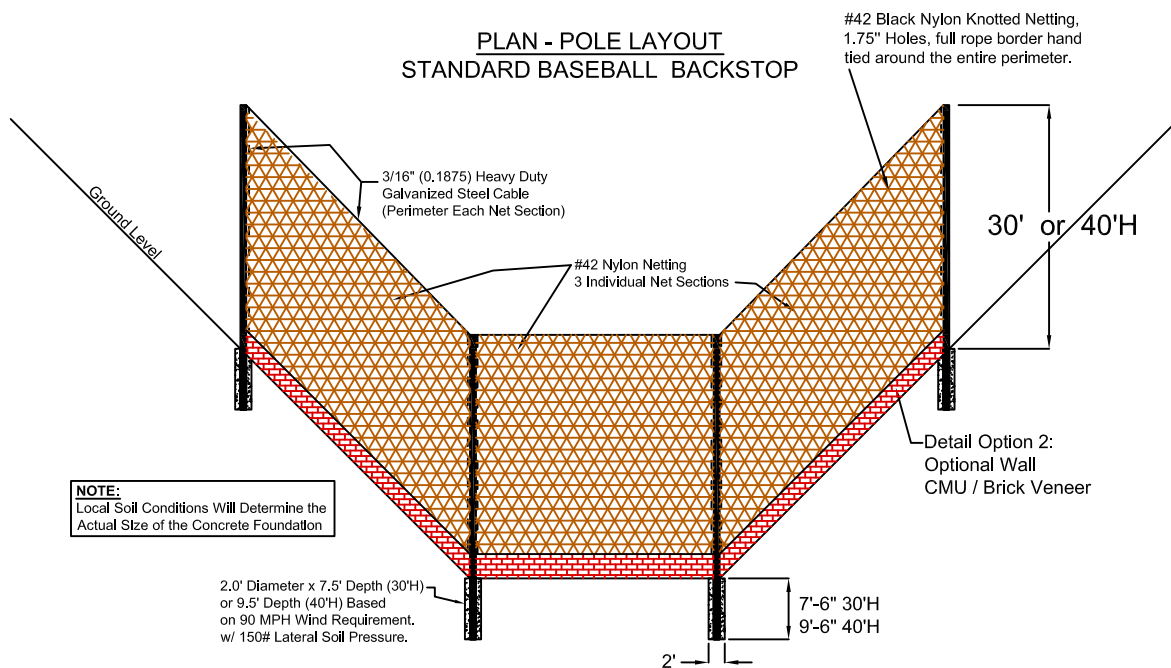 PLAN - POLE LAYOUT
STANDARD BASEBALL BACKSTOP
#42 Black Nylon Knotted Netting,
1.75" Holes, full rope border hand
tied around the entire perimeter.
3/16" (0.1875) Heavy Duty
Galvanized Steel Cable
(Perimeter Each Net Section)
Ground Level
30' or 40'H
#42 Nylon Netting
3 Individual Net Sections
Detail Option 2:
Optional Wall
CMU / Brick Veneer
NOTE:
Local Soil Conditions Will Determine the
Actual SIze of the Concrete Foundation
2.0' Diameter x 7.5' Depth (30'H)
or 9.5' Depth (40'H) Based
on 90 MPH Wind Requirement.
w/ 150# Lateral Soil Pressure.
7'-6" 30'H
9'-6" 40'H
2'